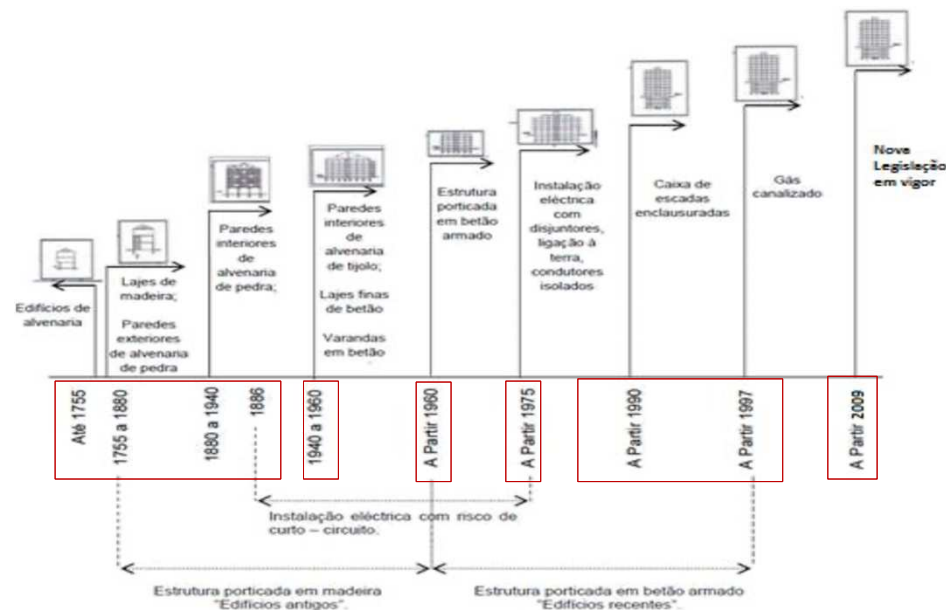 Edifícios de
alvenaria
Lajes de
madeira;
Paredes
exteriores
de alvenaria
de pedra
Paredes
interiores
de
alvenaria
de pedra;
Paredes
interiores
de
alvenaria
de tijolo;
Lajes finas
de betão
Varandas
em betão
Estrutura
porticada
em betão
armado
Instalação
eléctrica
com
disjuntores,
ligação à
terra,
condutores
isolados
Caixa de
escadas
enclausuradas
Gás
canalizado
Nova
Legislação
em vigor
Até 1755
1755 a 1880
1880 a 1940
1886
1940 a 1960
A Partir 1960
A Partir 1975
A Partir 1990
A Partir 1997
A Partir 2009
Instalação eléctrica com risco de
curto – circuito.
Estrutura porticada em madeira
"Edifícios antigos".
Estrutura porticada em betão armado
"Edifícios recentes".